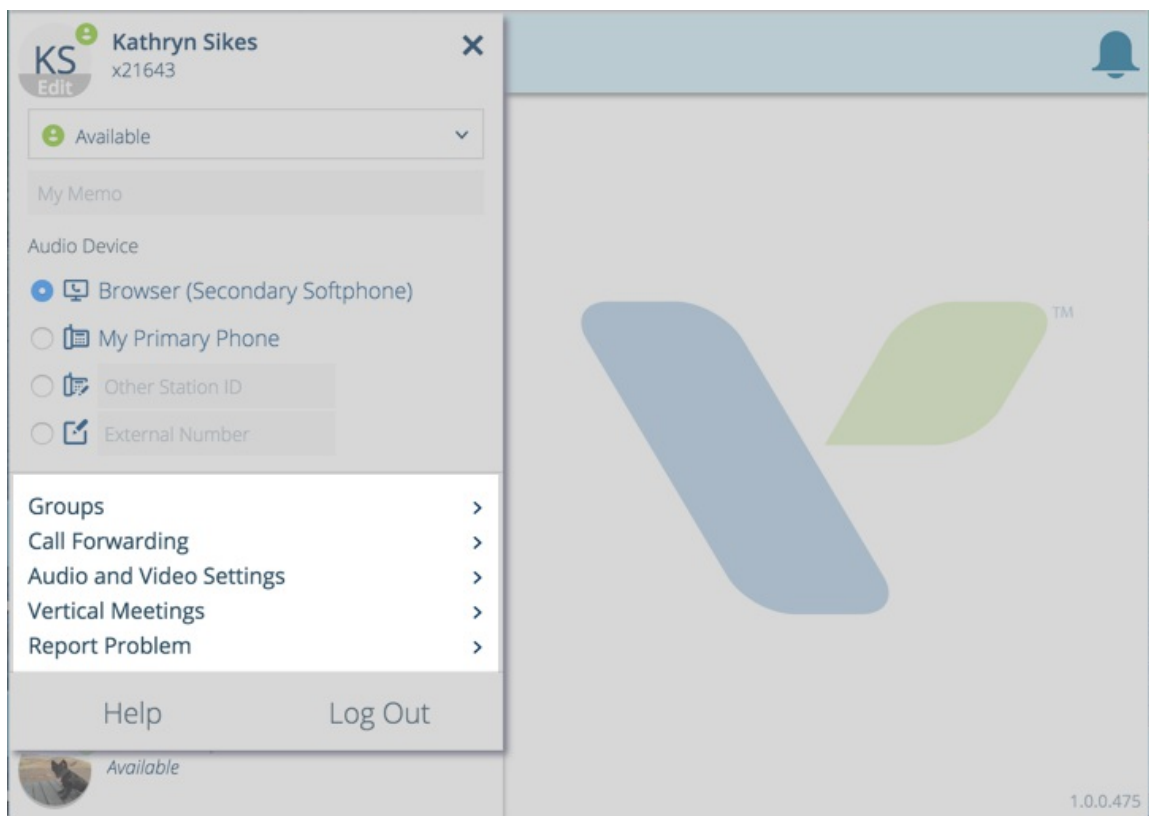 KS
Edit
Kathryn Sikes
x21643
Available
My Memo
Audio Device
Browser (Secondary Softphone)
My Primary Phone
Other Station ID
External Number
Groups
Call Forwarding
Audio and Video Settings
Vertical Meetings
Report Problem
Help Log Out
Available
TM
1.0.0.475